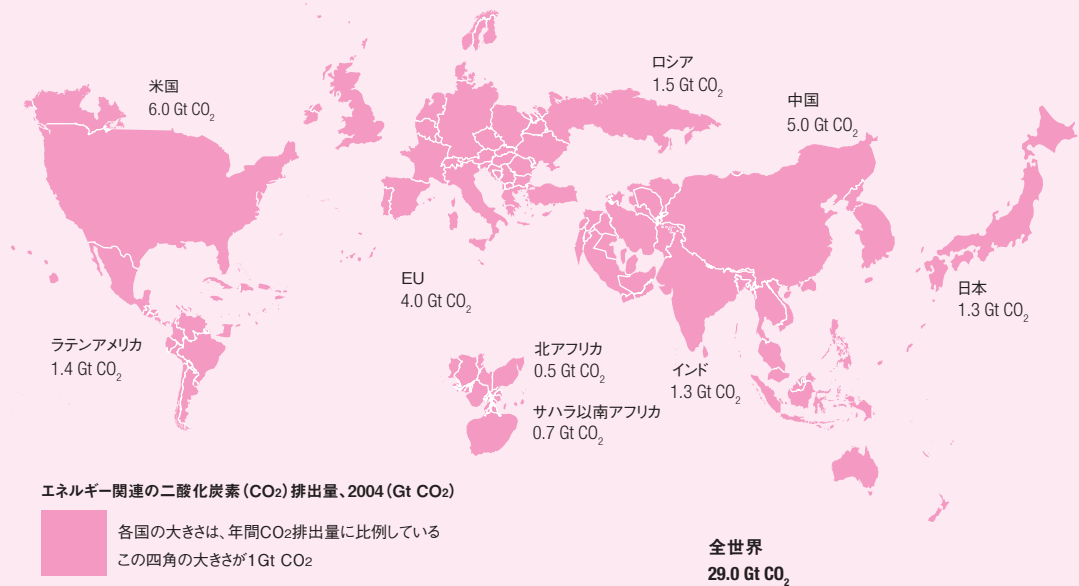 米国
6.0 Gt CO₂
ロシア
1.5 Gt CO₂
中国
5.0 Gt CO₂
EU
4.0 Gt CO₂
日本
1.3 Gt CO₂
ラテンアメリカ
1.4 Gt CO₂
北アフリカ
0.5 Gt CO₂
インド
1.3 Gt CO₂
サハラ以南アフリカ
0.7 Gt CO₂
エネルギー関連の二酸化炭素(CO₂)排出量、2004(Gt CO₂)
各国の大きさは、年間CO₂排出量に比例している
この四角の大きさが1Gt CO₂
全世界
29.0 Gt CO₂